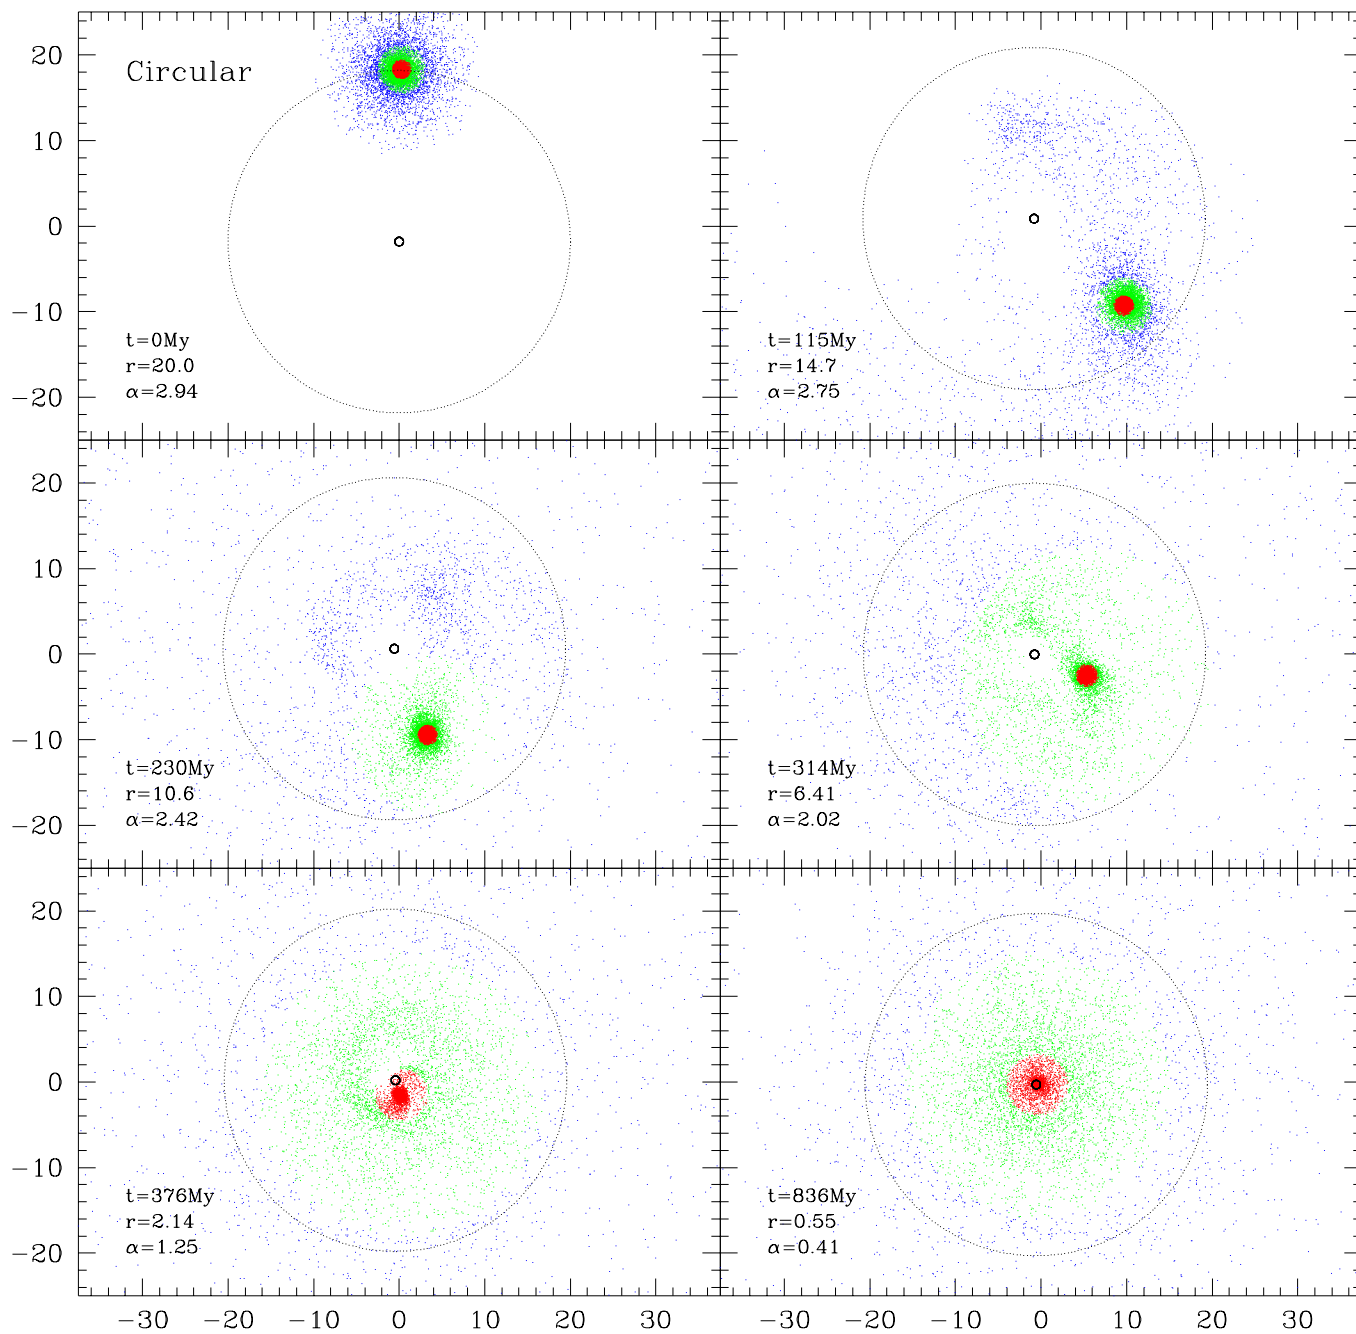 Circular
20
10
0
−10
−20
t=0My
r=20.0
α=2.94
t=115My
r=14.7
α=2.75
20
10
0
−10
−20
t=230My
r=10.6
α=2.42
t=314My
r=6.41
α=2.02
20
10
0
−10
−20
t=376My
r=2.14
α=1.25
t=836My
r=0.55
α=0.41
−30 −20 −10 0 10 20 30 −30 −20 −10 0 10 20 30